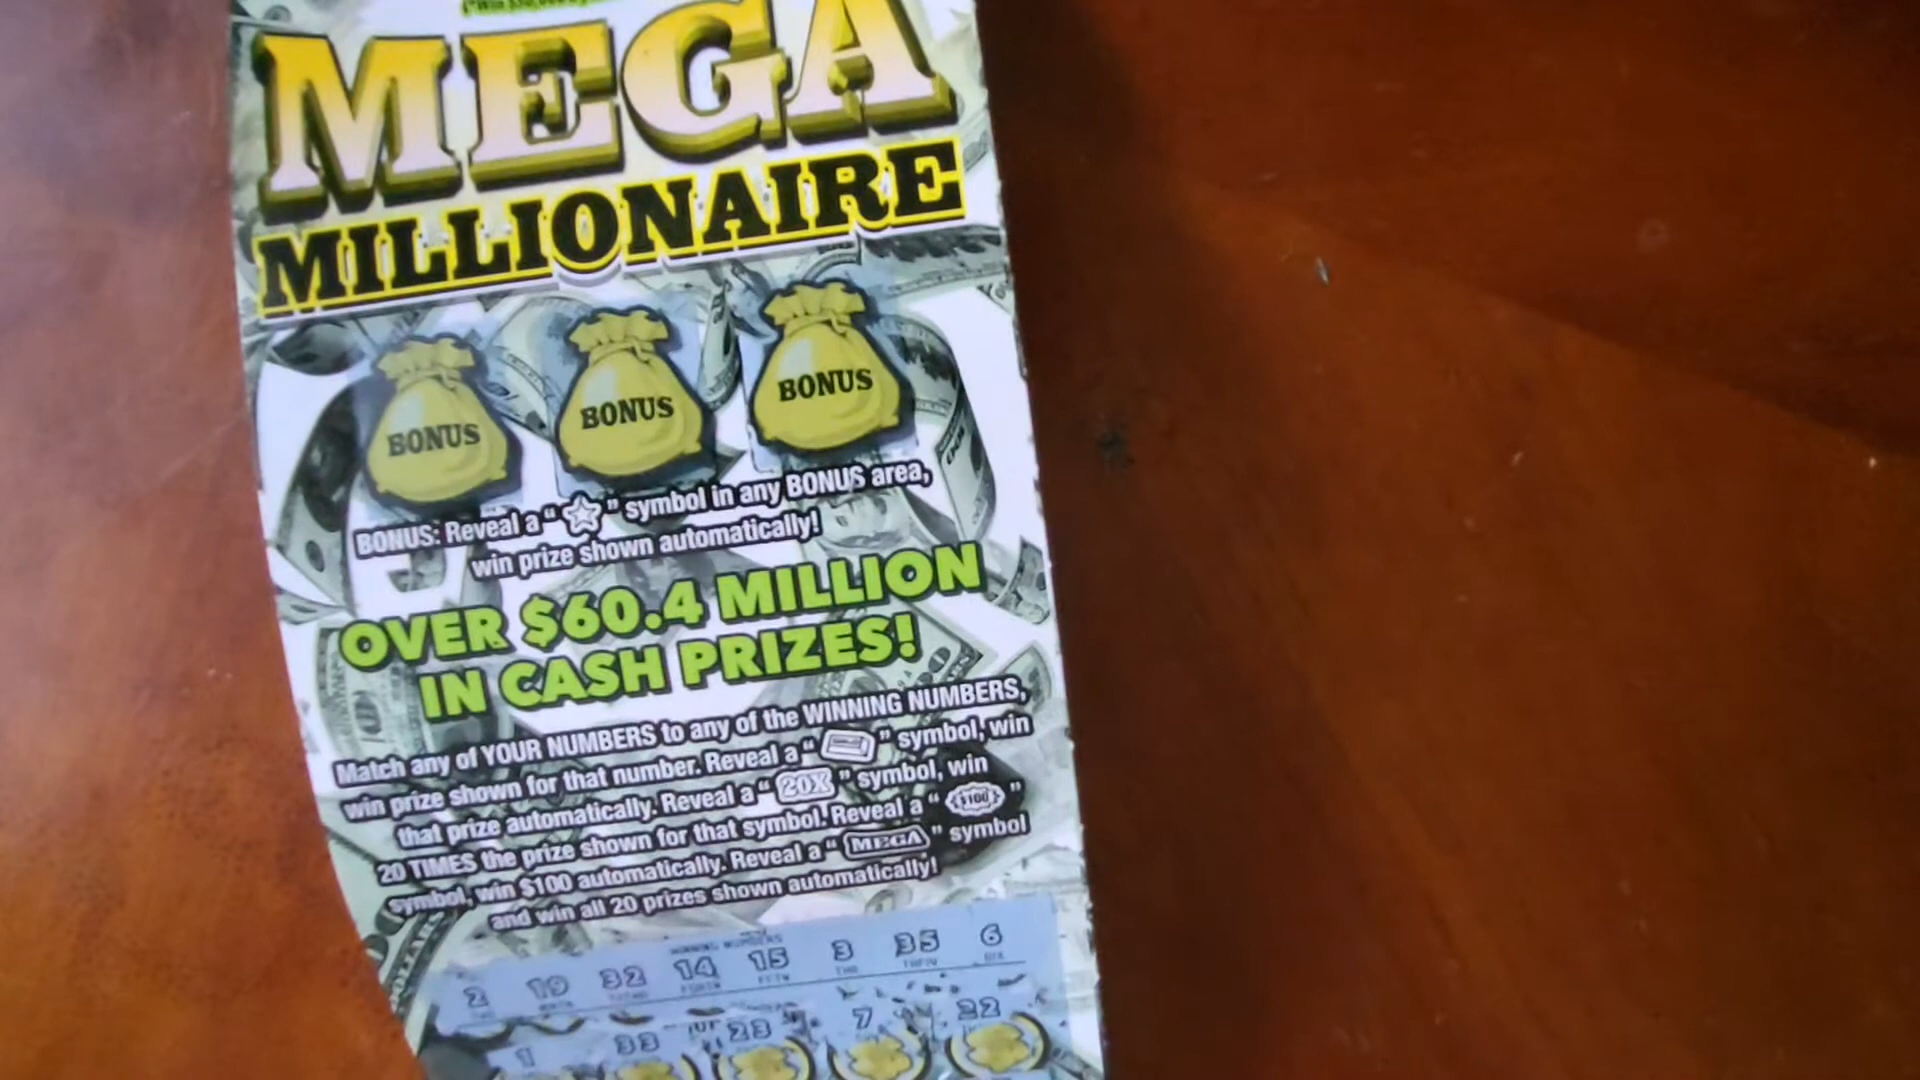 MEGA
MILLIONAIRE
BONUS BONUS BONUS
BONUS: Reveal a " " symbol in any BONUS area,
win prize shown automatically!
OVER $60.4 MILLION
IN CASH PRIZES!
Match any of YOUR NUMBERS to any of the WINNING NUMBERS,
win prize shown for that number. Reveal a " " symbol, win
that prize automatically. Reveal a "20X" symbol, win
20 TIMES the prize shown for that symbol. Reveal a "$100"
symbol, win $100 automatically. Reveal a "MEGA" symbol
and win all 20 prizes shown automatically!
WINNING NUMBERS
2 19 32 14 15 3 35 6
1 33 23 7 22